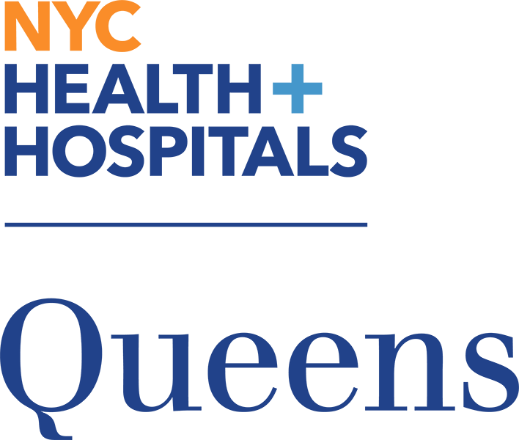 NYC
HEALTH+
HOSPITALS
Queens